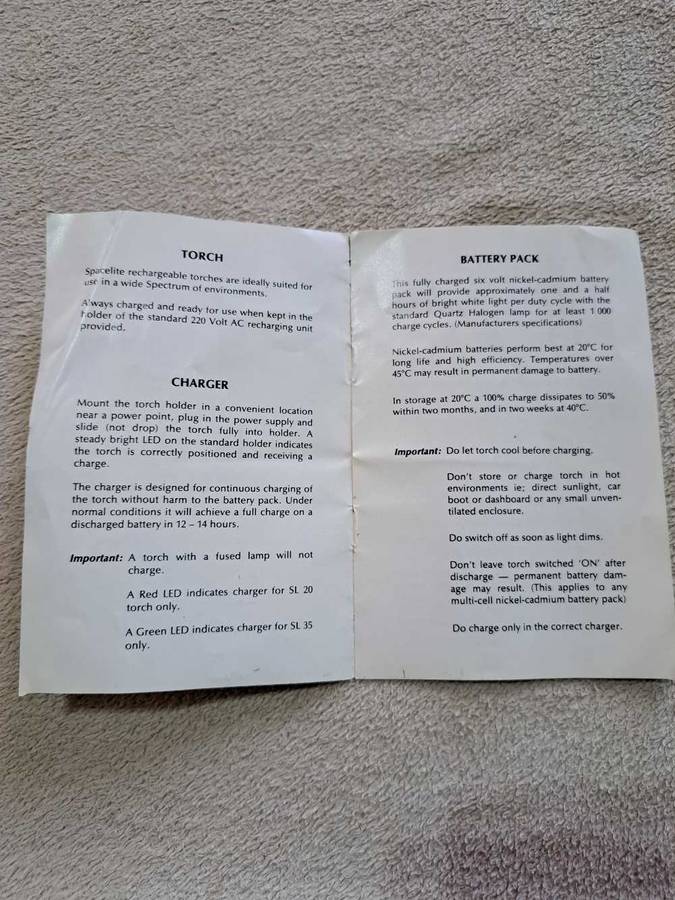 TORCH
Spacelite rechargeable torches are ideally suited for
use in a wide Spectrum of environments.
Always charged and ready for use when kept in the
holder of the standard 220 Volt AC recharging unit
provided.
CHARGER
Mount the torch holder in a convenient location
near a power point, plug in the power supply and
slide (not drop) the torch fully into holder. A
steady bright LED on the standard holder indicates
the torch is correctly positioned and receiving a
charge.
The charger is designed for continuous charging of
the torch without harm to the battery pack. Under
normal conditions it will achieve a full charge on a
discharged battery in 12 – 14 hours.
Important: A torch with a fused lamp will not
charge.
A Red LED indicates charger for SL 20
torch only.
A Green LED indicates charger for SL 35
only.
BATTERY PACK
This fully charged six volt nickel-cadmium battery
pack will provide approximately one and a half
hours of bright white light per duty cycle with the
standard Quartz Halogen lamp for at least 1 000
charge cycles. (Manufacturers specifications)
Nickel-cadmium batteries perform best at 20°C for
long life and high efficiency. Temperatures over
45°C may result in permanent damage to battery.
In storage at 20°C a 100% charge dissipates to 50%
within two months, and in two weeks at 40°C.
Important: Do let torch cool before charging.
Don't store or charge torch in hot
environments ie; direct sunlight, car
boot or dashboard or any small unven-
tilated enclosure.
Do switch off as soon as light dims.
Don't leave torch switched 'ON' after
discharge — permanent battery dam-
age may result. (This applies to any
multi-cell nickel-cadmium battery pack)
Do charge only in the correct charger.